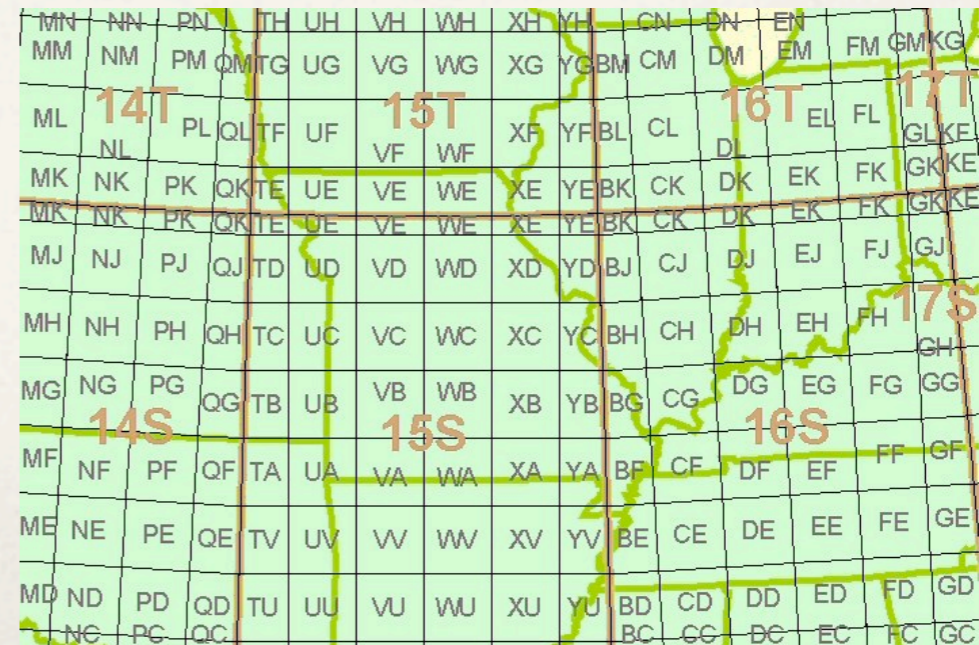 MN NN PN TH UH VH WH XH YH CN DN EN
MM NM PM QM TG UG VG WG XG YG BM CM DM EM FM GM KG
14T 15T 16T 17T
ML NL PL QL TF UF VF WF XF YF BL CL DL EL FL GL KE
MK NK PK QK TE UE VE WE XE YE BK CK DK EK FK GK KE
MK NK PK QK TE UE VE WE XE YE BK CK DK EK FK GK KE
MJ NJ PJ QJ TD UD VD WD XD YD BJ CJ DJ EJ FJ GJ
17S
MH NH PH QH TC UC VC WC XC YC BH CH DH EH FH GH
MG NG PG QG TB UB VB WB XB YB BG CG DG EG FG GG
14S 15S 16S
MF NF PF QF TA UA VA WA XA YA BF CF DF EF FF GF
ME NE PE QE TV UV VV WV XV YV BE CE DE EE FE GE
MD ND PD QD TU UU VU WU XU YU BD CD DD ED FD GD
NC PC QC BC CC DC EC FC GC